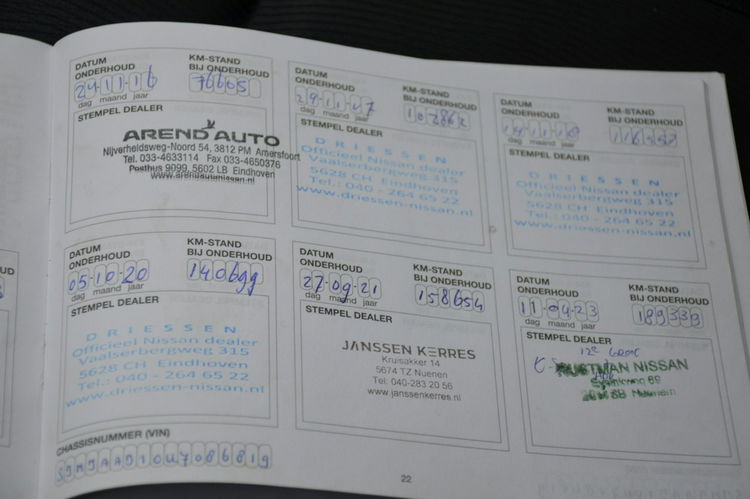 DATUM
ONDERHOUD
24-11-16
dag maand jaar
KM-STAND
BIJ ONDERHOUD
76605
STEMPEL DEALER
AREND AUTO
Nijverheidsweg-Noord 54, 3812 PM Amersfoort
Tel. 033-4633114 Fax 033-4650376
Posthus 9099, 5602 LB Eindhoven
www.arendautonissan.nl
DATUM
ONDERHOUD
29-11-17
dag maand jaar
KM-STAND
BIJ ONDERHOUD
102862
STEMPEL DEALER
DRIESSEN
Officieel Nissan dealer
Vaalserbergweg 315
5628 CH Eindhoven
Tel.: 040 - 264 65 22
www.driessen-nissan.nl
DATUM
ONDERHOUD
dag maand jaar
KM-STAND
BIJ ONDERHOUD
STEMPEL DEALER
DRIESSEN
Officieel Nissan dealer
Vaalserbergweg 315
5628 CH Eindhoven
Tel.: 040 - 264 65 22
www.driessen-nissan.nl
UD
DATUM
ONDERHOUD
05-10-20
dag maand jaar
KM-STAND
BIJ ONDERHOUD
140699
STEMPEL DEALER
DRIESSEN
Officieel Nissan dealer
Vaalserbergweg 315
5628 CH Eindhoven
Tel.: 040 - 264 65 22
www.driessen-nissan.nl
DATUM
ONDERHOUD
27-09-21
dag maand jaar
KM-STAND
BIJ ONDERHOUD
158654
STEMPEL DEALER
JANSSEN KERRES
Kruisakker 14
5674 TZ Nuenen
Tel: 040-283 20 56
www.janssenkerres.nl
DATUM
ONDERHOUD
11-04-23
dag maand jaar
KM-STAND
BIJ ONDERHOUD
189339
STEMPEL DEALER
NISSAN
CHASSISNUMMER (VIN)
SJNJAAJ10U7086819
22